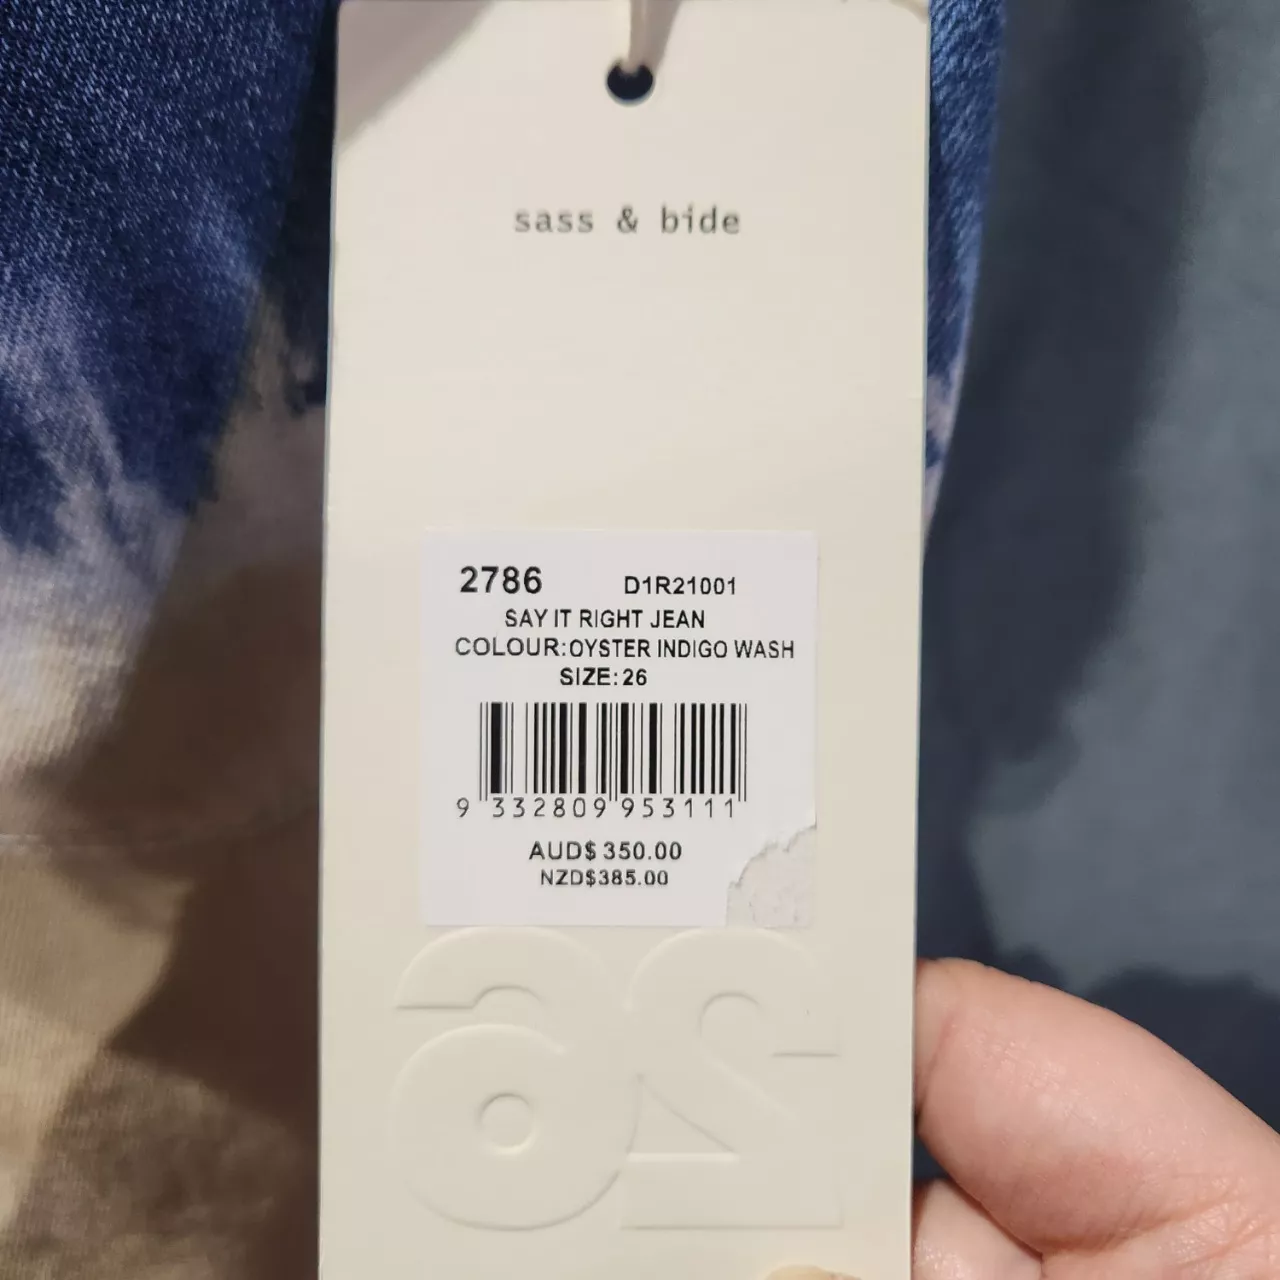 sass & bide
2786 D1R21001
SAY IT RIGHT JEAN
COLOUR:OYSTER INDIGO WASH
SIZE:26
9 332809 953111
AUD$ 350.00
NZD$385.00